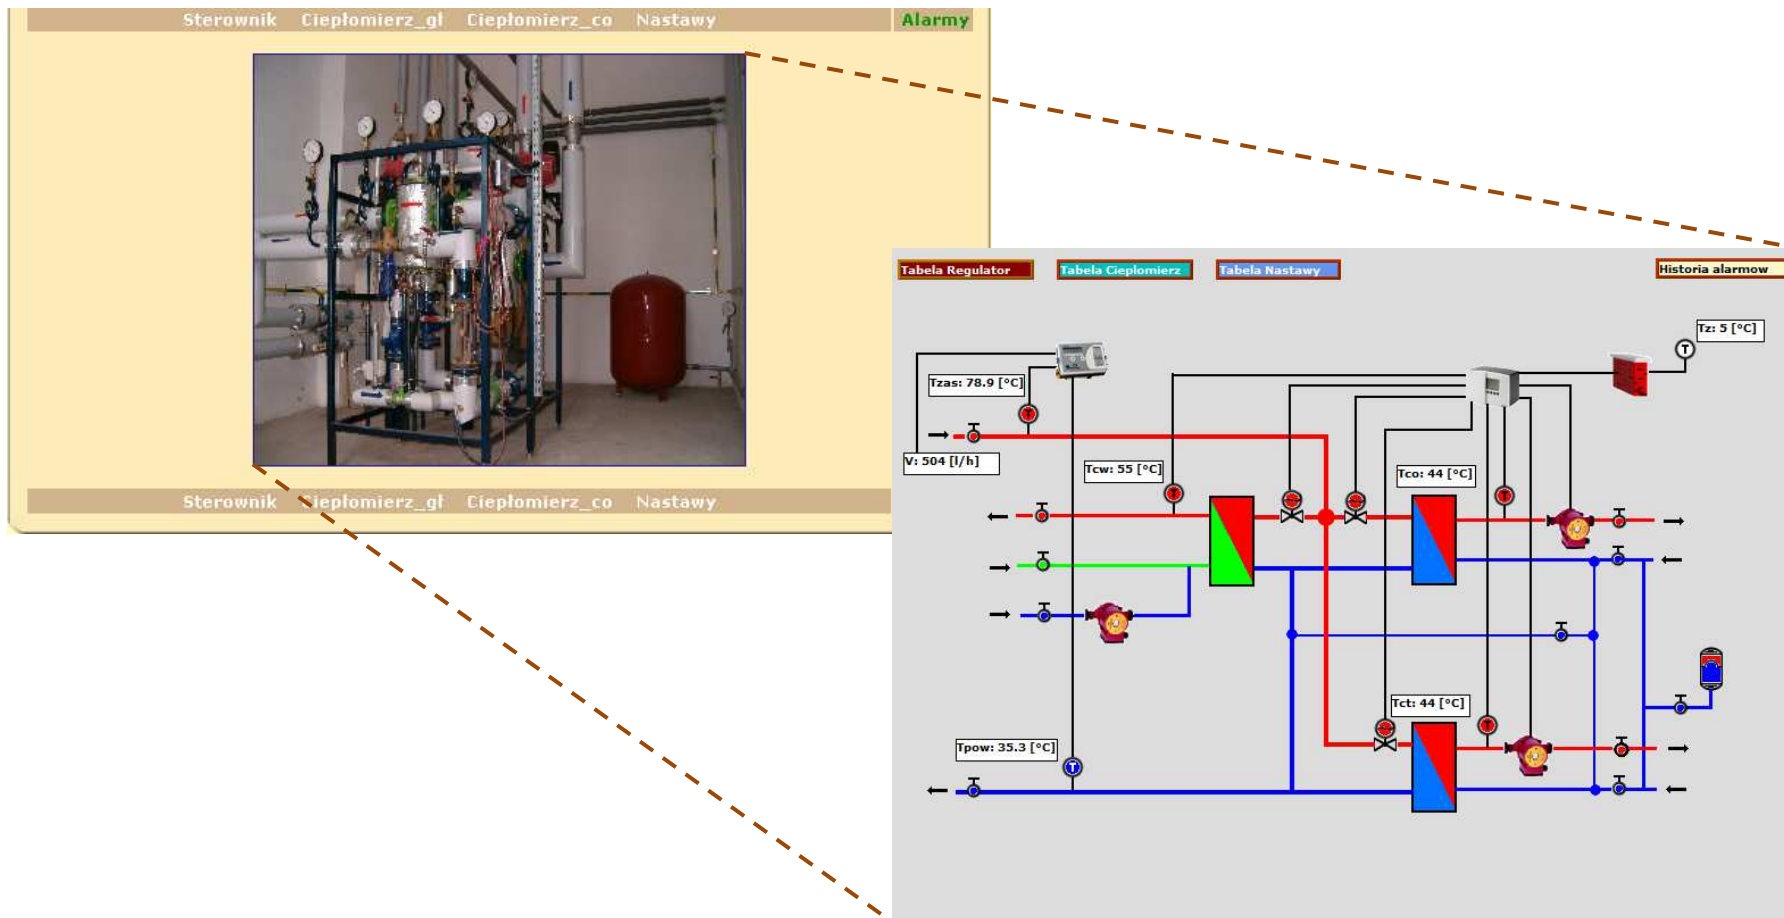 Sterownik Ciepłomierz_gł Ciepłomierz_co Nastawy Alarmy
Sterownik Ciepłomierz_gł Ciepłomierz_co Nastawy
Tabela Regulator Tabela Cieplomierz Tabela Nastawy Historia alarmow
Tz: 5 [°C]
Tzas: 78.9 [°C]
V: 504 [l/h]
Tcw: 55 [°C]
Tco: 44 [°C]
Tct: 44 [°C]
Tpow: 35.3 [°C]
T
T
T
T
T
T